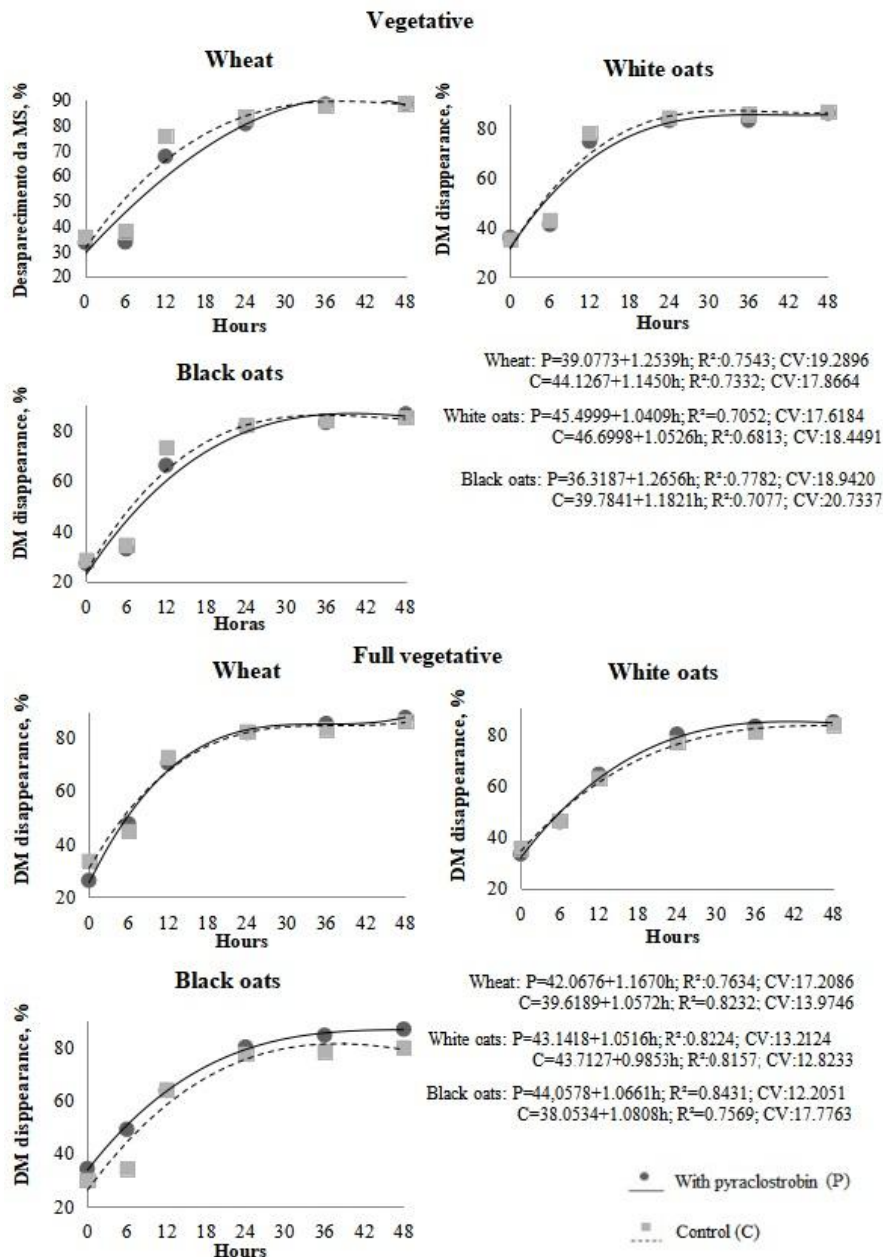 Vegetative
Wheat
Desaparecimento da MS, %
90
80
70
60
50
40
30
20
0 6 12 18 24 30 36 42 48
Hours
White oats
DM disappearance, %
80
60
40
20
0 6 12 18 24 30 36 42 48
Hours
Black oats
DM disappearance, %
80
60
40
20
0 6 12 18 24 30 36 42 48
Horas
Wheat: P=39.0773+1.2539h; R²:0.7543; CV:19.2896
C=44.1267+1.1450h; R²:0.7332; CV:17.8664
White oats: P=45.4999+1.0409h; R²=0.7052; CV:17.6184
C=46.6998+1.0526h; R²:0.6813; CV:18.4491
Black oats: P=36.3187+1.2656h; R²:0.7782; CV:18.9420
C=39.7841+1.1821h; R²:0.7077; CV:20.7337
Full vegetative
Wheat
DM disappearance, %
80
60
40
20
0 6 12 18 24 30 36 42 48
Hours
White oats
DM disappearance, %
80
60
40
20
0 6 12 18 24 30 36 42 48
Hours
Black oats
DM disppearance, %
80
60
40
20
0 6 12 18 24 30 36 42 48
Hours
Wheat: P=42.0676+1.1670h; R²:0.7634; CV:17.2086
C=39.6189+1.0572h; R²=0.8232; CV:13.9746
White oats: P=43.1418+1.0516h; R²:0.8224; CV:13.2124
C=43.7127+0.9853h; R²:0.8157; CV:12.8233
Black oats: P=44,0578+1.0661h; R²=0.8431; CV:12.2051
C=38.0534+1.0808h; R²:0.7569; CV:17.7763
With pyraclostrobin (P)
Control (C)